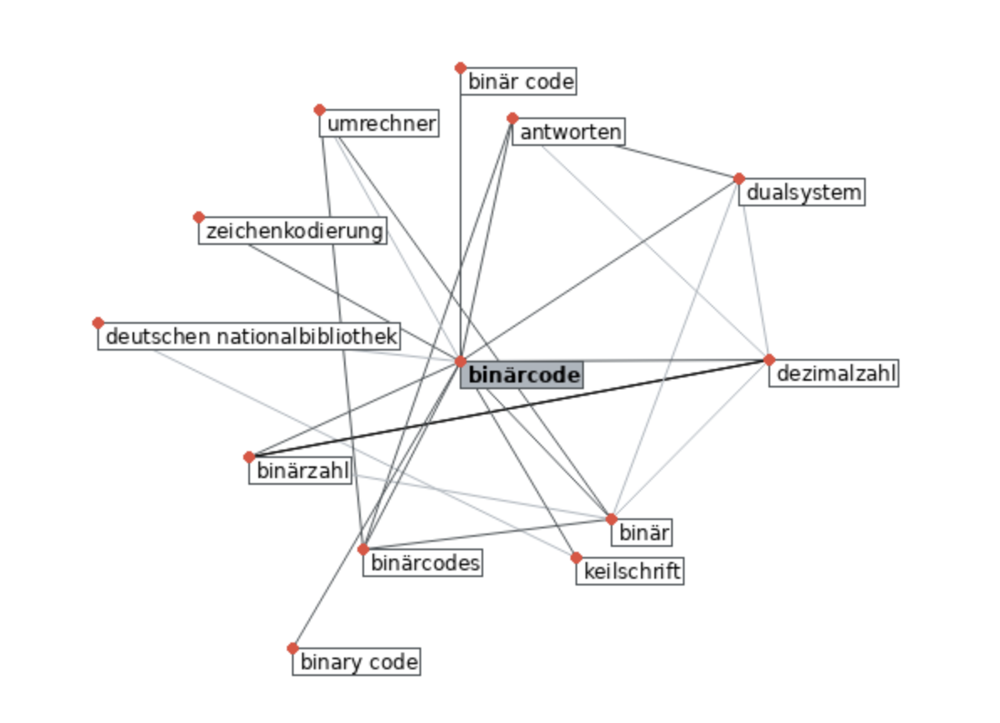 binär code
umrechner
antworten
dualsystem
zeichenkodierung
deutschen nationalbibliothek
binärcode
dezimalzahl
binärzahl
binär
binärcodes
keilschrift
binary code